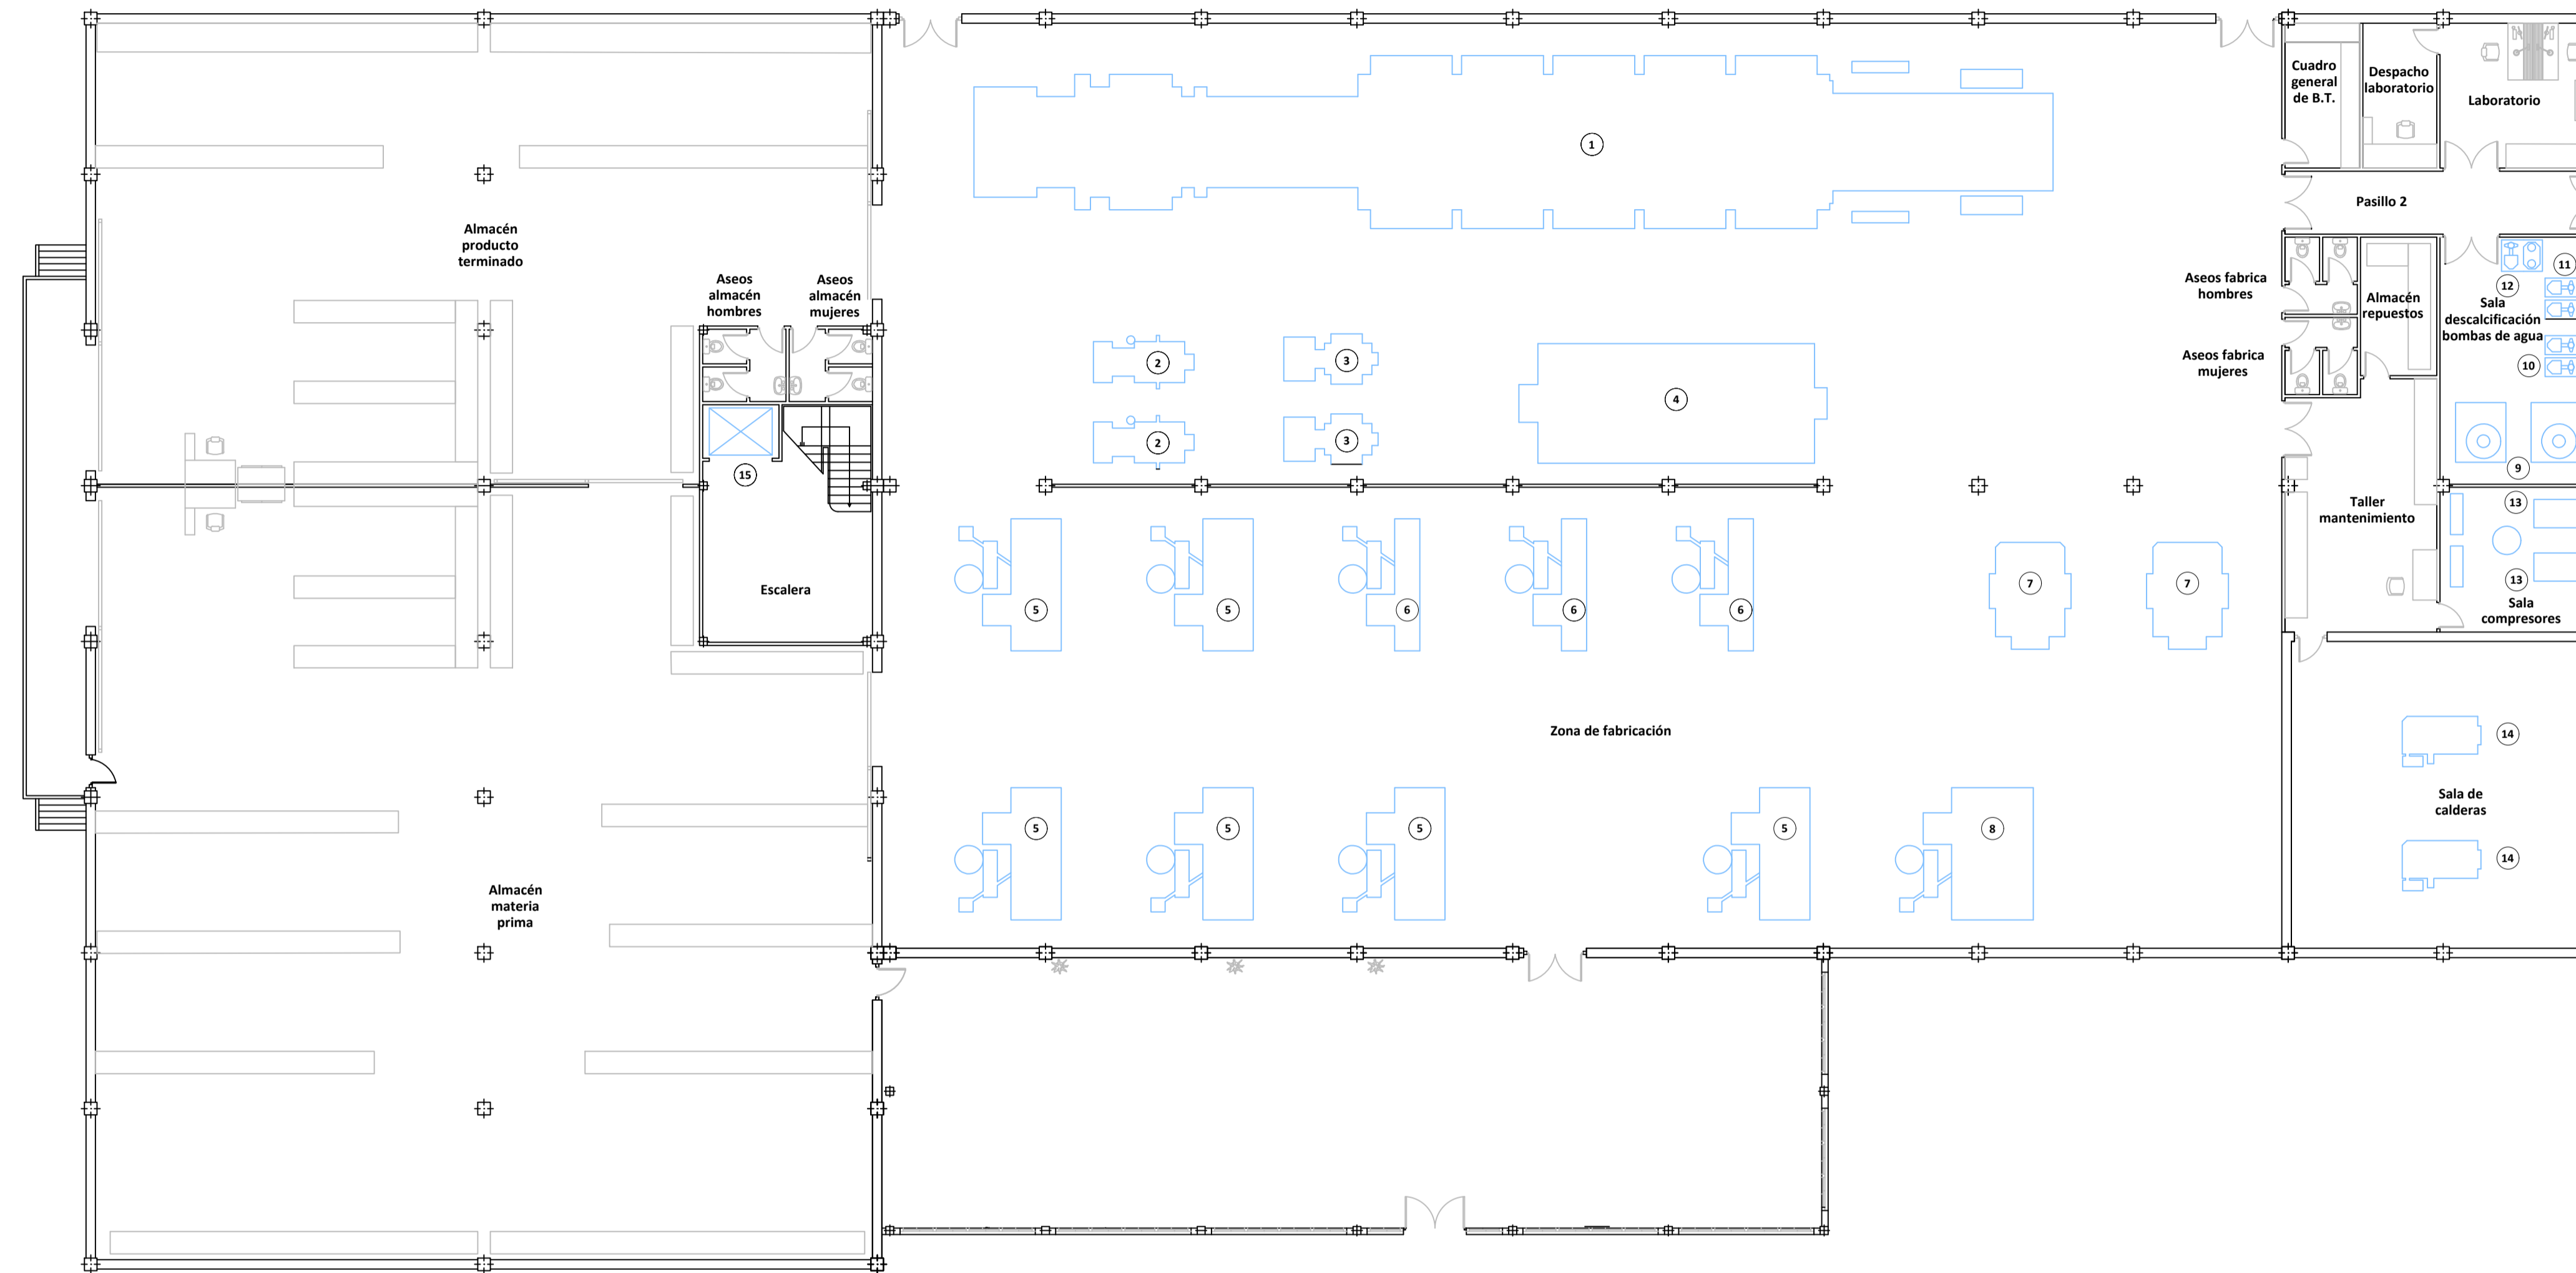 Cuadro
general
de B.T.
Despacho
laboratorio
Laboratorio
1
Pasillo 2
Almacén
producto
terminado
Aseos
almacén
hombres
Aseos
almacén
mujeres
Aseos fabrica
hombres
Almacén
repuestos
11
12
Sala
descalcificación
bombas de agua
2
3
4
Aseos fabrica
mujeres
10
2
3
15
9
Taller
mantenimiento
13
13
Sala
compresores
Escalera
5
5
6
6
6
7
7
Zona de fabricación
14
Sala de
calderas
5
5
5
5
8
14
Almacén
materia
prima